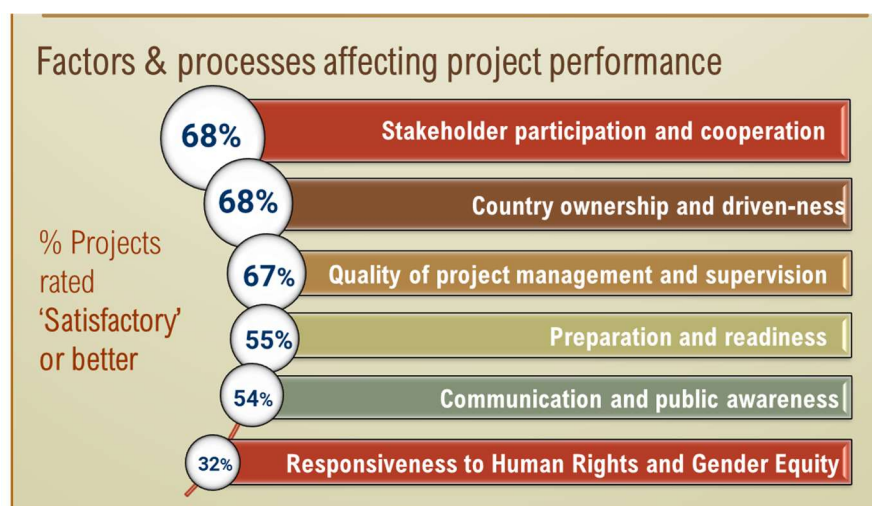 Factors & processes affecting project performance
68% Stakeholder participation and cooperation
68% Country ownership and driven-ness
% Projects
rated
‘Satisfactory’
or better
67% Quality of project management and supervision
55% Preparation and readiness
54% Communication and public awareness
32% Responsiveness to Human Rights and Gender Equity